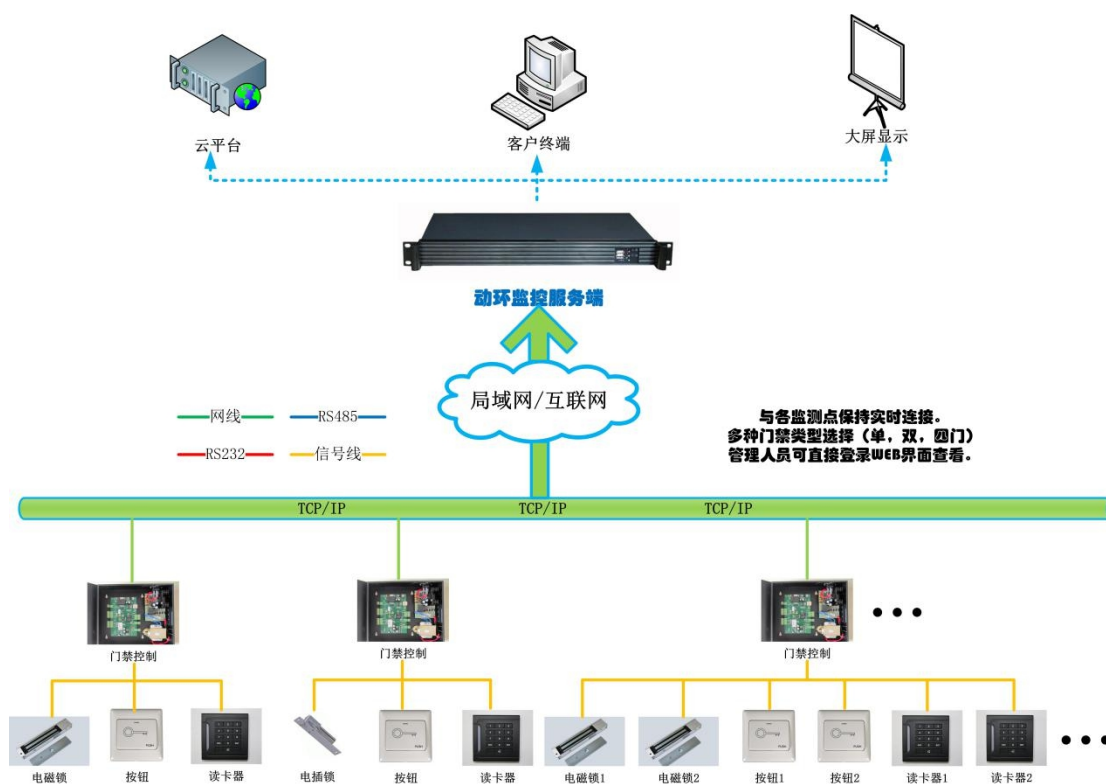 云平台
客户终端
大屏显示
动环监控服务端
局域网/互联网
网线
RS485
RS232
信号线
与各监测点保持实时连接。
多种门禁类型选择（单，双，四门）
管理人员可直接登录WEB界面查看。
TCP/IP
TCP/IP
TCP/IP
门禁控制
门禁控制
门禁控制
电磁锁
按钮
读卡器
电插锁
按钮
读卡器
电磁锁1
电磁锁2
按钮1
按钮2
读卡器1
读卡器2